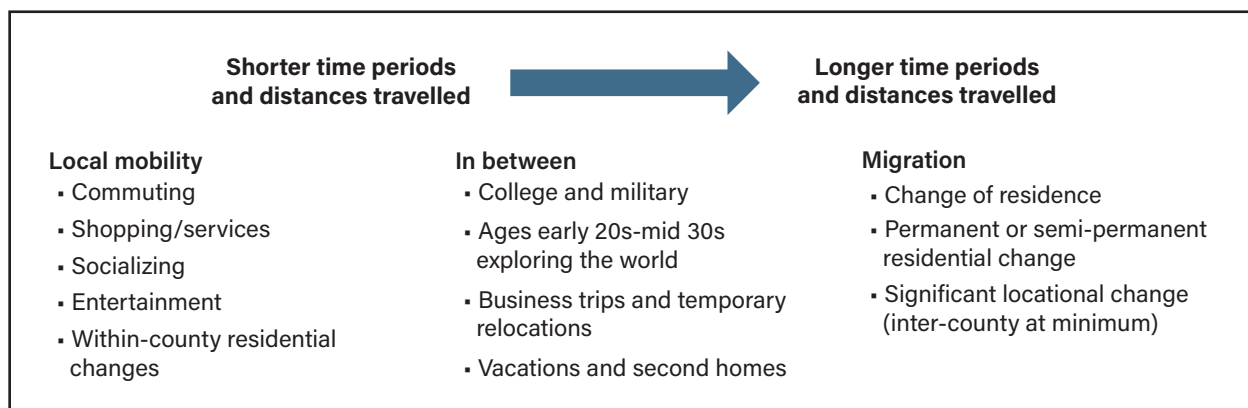 Shorter time periods
and distances travelled
Longer time periods
and distances travelled
Local mobility
▪ Commuting
▪ Shopping/services
▪ Socializing
▪ Entertainment
▪ Within-county residential
changes
In between
▪ College and military
▪ Ages early 20s-mid 30s
exploring the world
▪ Business trips and temporary
relocations
▪ Vacations and second homes
Migration
▪ Change of residence
▪ Permanent or semi-permanent
residential change
▪ Significant locational change
(inter-county at minimum)